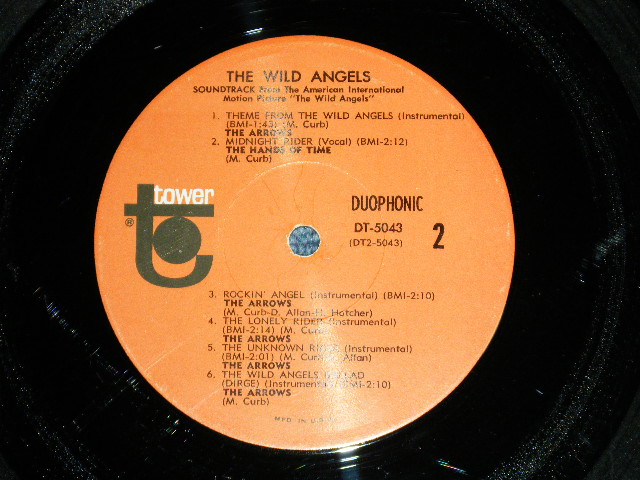 THE WILD ANGELS
SOUNDTRACK From The American International
Motion Picture "The Wild Angels"
1. THEME FROM THE WILD ANGELS (Instrumental)
(BMI-1:43) (M. Curb)
THE ARROWS
2. MIDNIGHT RIDER (Vocal) (BMI-2:12)
THE HANDS OF TIME
(M. Curb)
tower
®
DUOPHONIC
DT-5043
(DT2-5043)
2
3. ROCKIN' ANGEL (Instrumental) (BMI-2:10)
THE ARROWS
(M. Curb-D. Allan-H. Hatcher)
4. THE LONELY RIDER (Instrumental)
(BMI-2:14) (M. Curb)
THE ARROWS
5. THE UNKNOWN RIDER (Instrumental)
(BMI-2:01) (M. Curb Allan)
THE ARROWS
6. THE WILD ANGELS BALLAD
(DIRGE) (Instrumental) (BMI-2:10)
THE ARROWS
(M. Curb)
MFD. IN U.S.A.